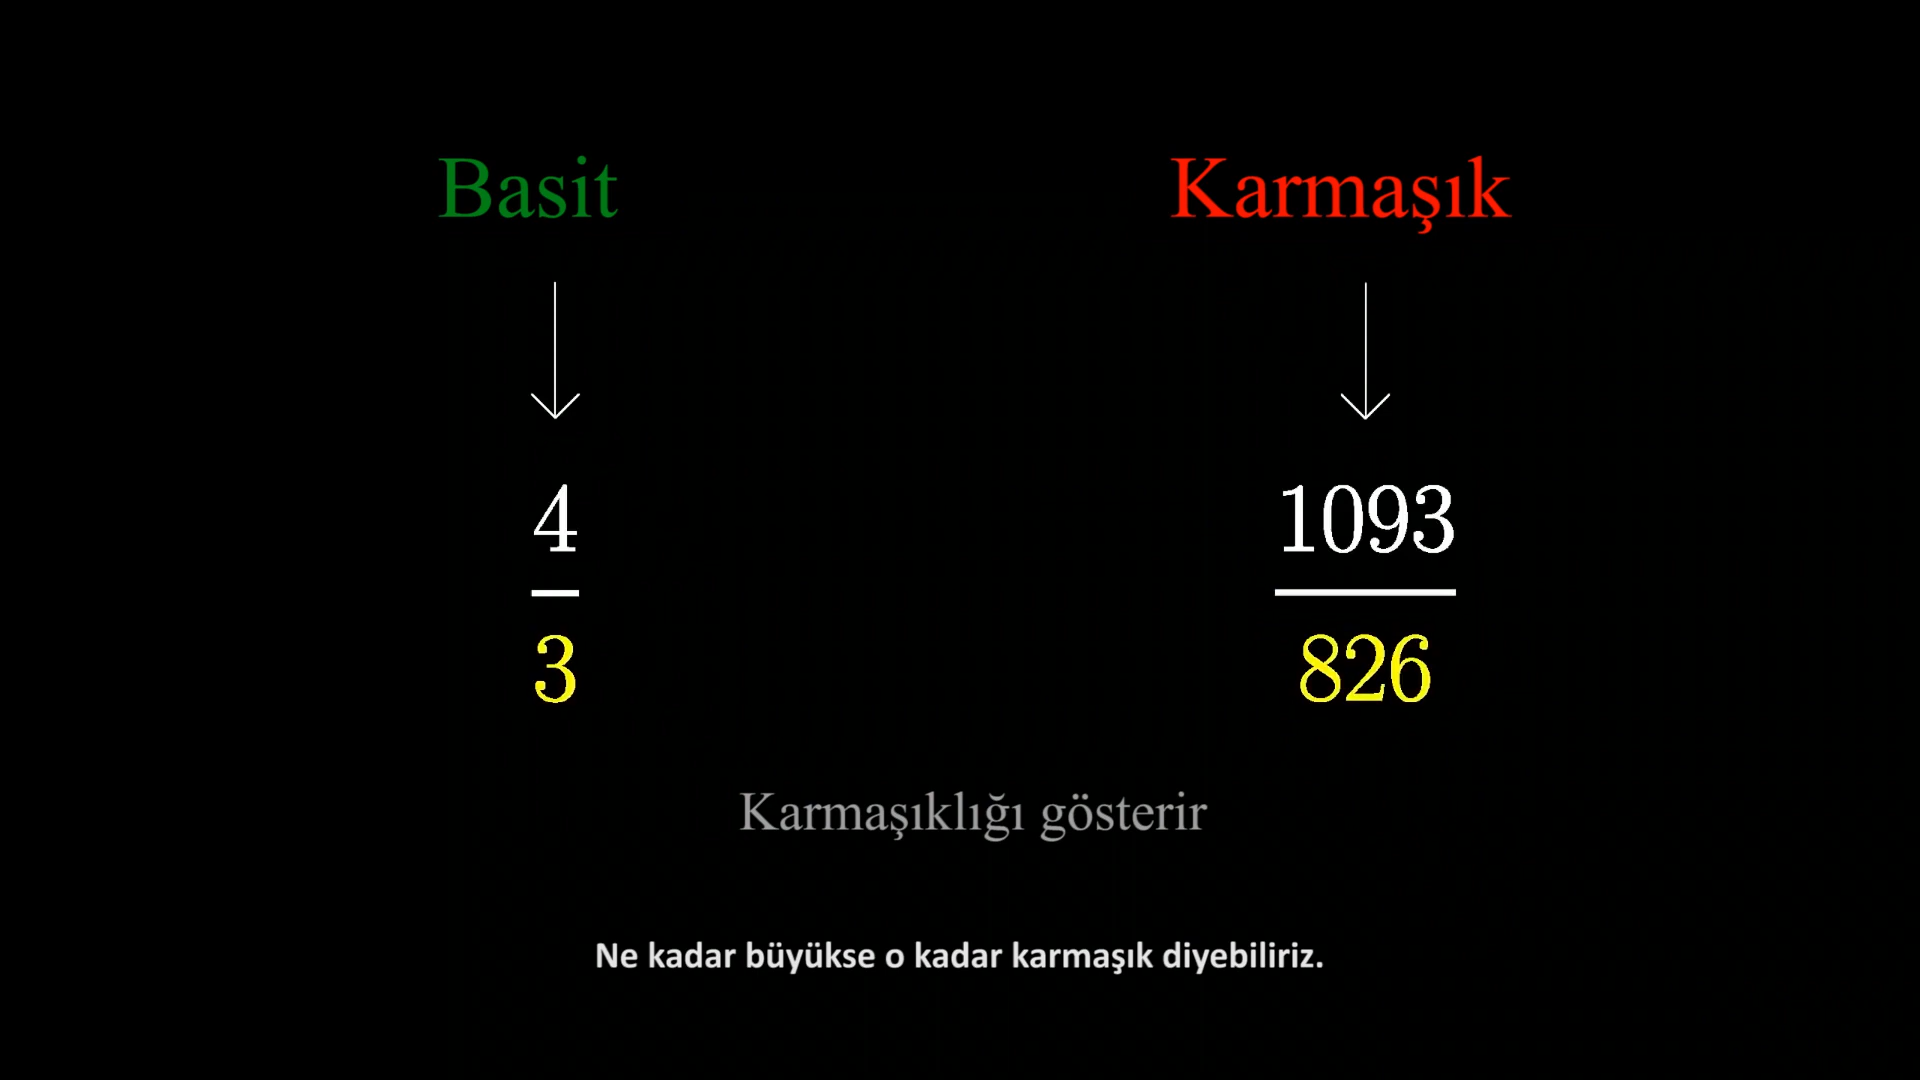 Basit
Karmaşık
4
1093
3
826
Karmaşıklığı gösterir
Ne kadar büyükse o kadar karmaşık diyebiliriz.